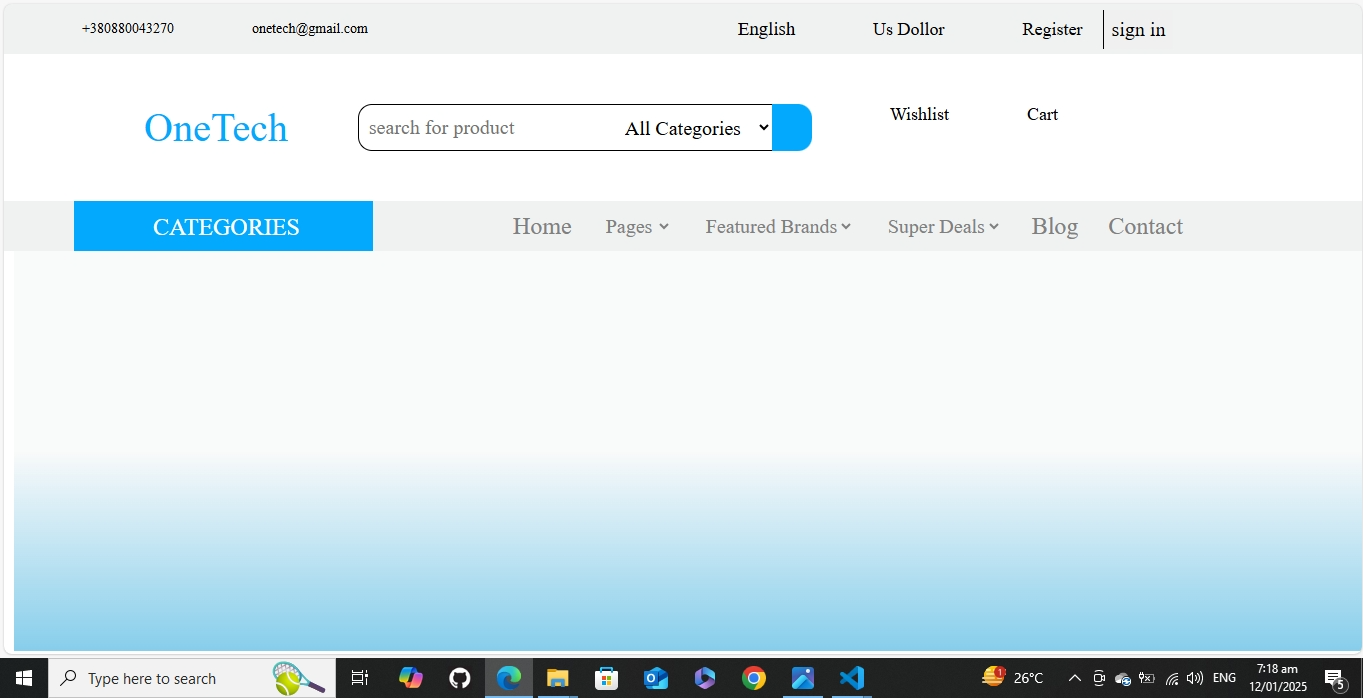 +380880043270 onetech@gmail.com English Us Dollor Register sign in
OneTech search for product All Categories Wishlist Cart
CATEGORIES Home Pages Featured Brands Super Deals Blog Contact
Type here to search 1 26°C ENG 7:18 am
12/01/2025 5